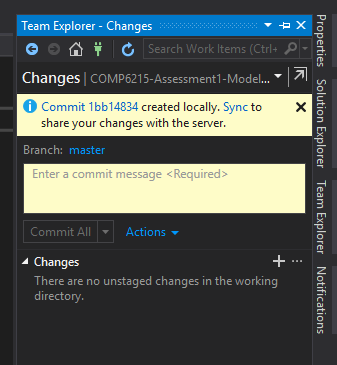 Team Explorer - Changes
Search Work Items (Ctrl+
Changes | COMP6215-Assessment1-Model...
Commit 1bb14834 created locally. Sync to
share your changes with the server.
Branch: master
Enter a commit message <Required>
Commit All
Actions
Changes
There are no unstaged changes in the working
directory.
Properties
Solution Explorer
Team Explorer
Notifications